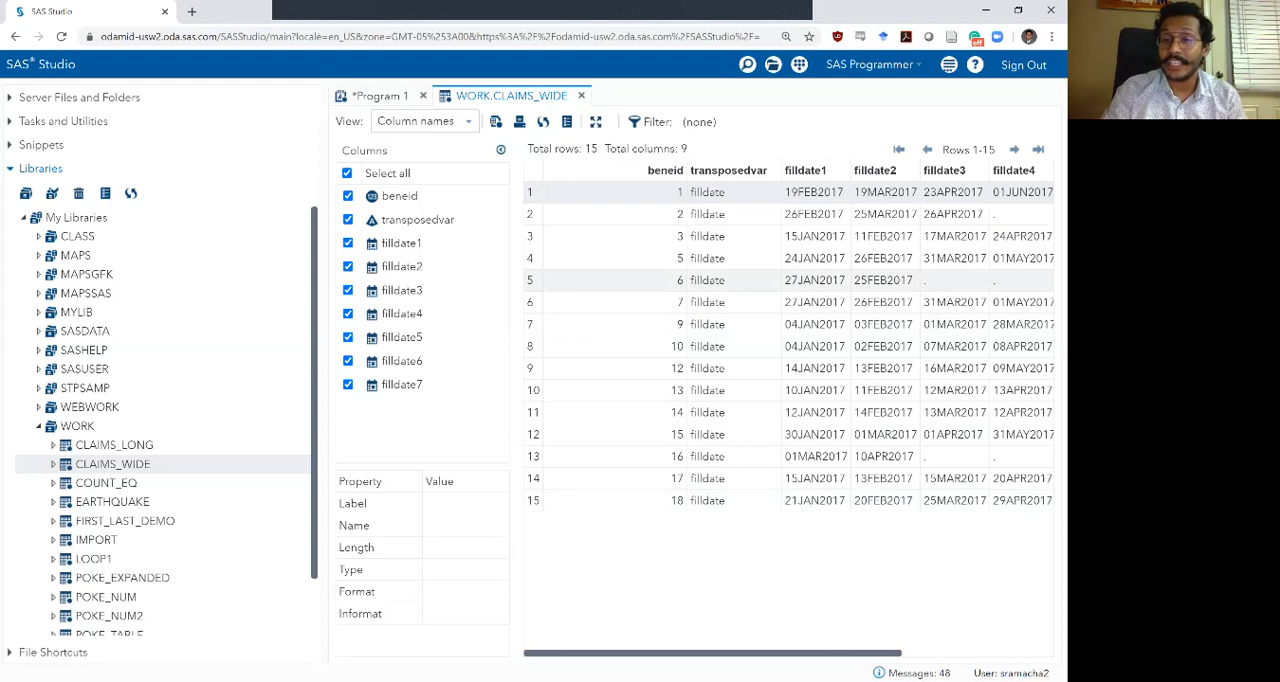 SAS Studio
odamid-usw2.oda.sas.com/SASStudio/main?locale=en_US&zone=GMT-05%253A00&https%3A%2F%2Fodamid-usw2.oda.sas.com%2FSASStudio%2F=
SAS® Studio
SAS Programmer
Sign Out
Server Files and Folders
Tasks and Utilities
Snippets
Libraries
My Libraries
CLASS
MAPS
MAPSGFK
MAPSSAS
MYLIB
SASDATA
SASHELP
SASUSER
STPSAMP
WEBWORK
WORK
CLAIMS_LONG
CLAIMS_WIDE
COUNT_EQ
EARTHQUAKE
FIRST_LAST_DEMO
IMPORT
LOOP1
POKE_EXPANDED
POKE_NUM
POKE_NUM2
POKE_TABLE
File Shortcuts
*Program 1
WORK.CLAIMS_WIDE
View: Column names
Filter: (none)
Columns
Select all
beneid
transposedvar
filldate1
filldate2
filldate3
filldate4
filldate5
filldate6
filldate7
Property Value
Label
Name
Length
Type
Format
Informat
Total rows: 15 Total columns: 9
Rows 1-15
beneid transposedvar filldate1 filldate2 filldate3 filldate4
1 1 filldate 19FEB2017 19MAR2017 23APR2017 01JUN2017
2 2 filldate 26FEB2017 25MAR2017 26APR2017 .
3 3 filldate 15JAN2017 11FEB2017 17MAR2017 24APR2017
4 5 filldate 24JAN2017 26FEB2017 31MAR2017 01MAY2017
5 6 filldate 27JAN2017 25FEB2017 . .
6 7 filldate 27JAN2017 26FEB2017 31MAR2017 01MAY2017
7 9 filldate 04JAN2017 03FEB2017 01MAR2017 28MAR2017
8 10 filldate 04JAN2017 02FEB2017 07MAR2017 08APR2017
9 12 filldate 14JAN2017 13FEB2017 16MAR2017 09MAY2017
10 13 filldate 10JAN2017 11FEB2017 12MAR2017 13APR2017
11 14 filldate 12JAN2017 14FEB2017 13MAR2017 12APR2017
12 15 filldate 30JAN2017 01MAR2017 01APR2017 31MAY2017
13 16 filldate 01MAR2017 10APR2017 . .
14 17 filldate 15JAN2017 13FEB2017 15MAR2017 20APR2017
15 18 filldate 21JAN2017 20FEB2017 25MAR2017 29APR2017
Messages: 48 User: sramacha2